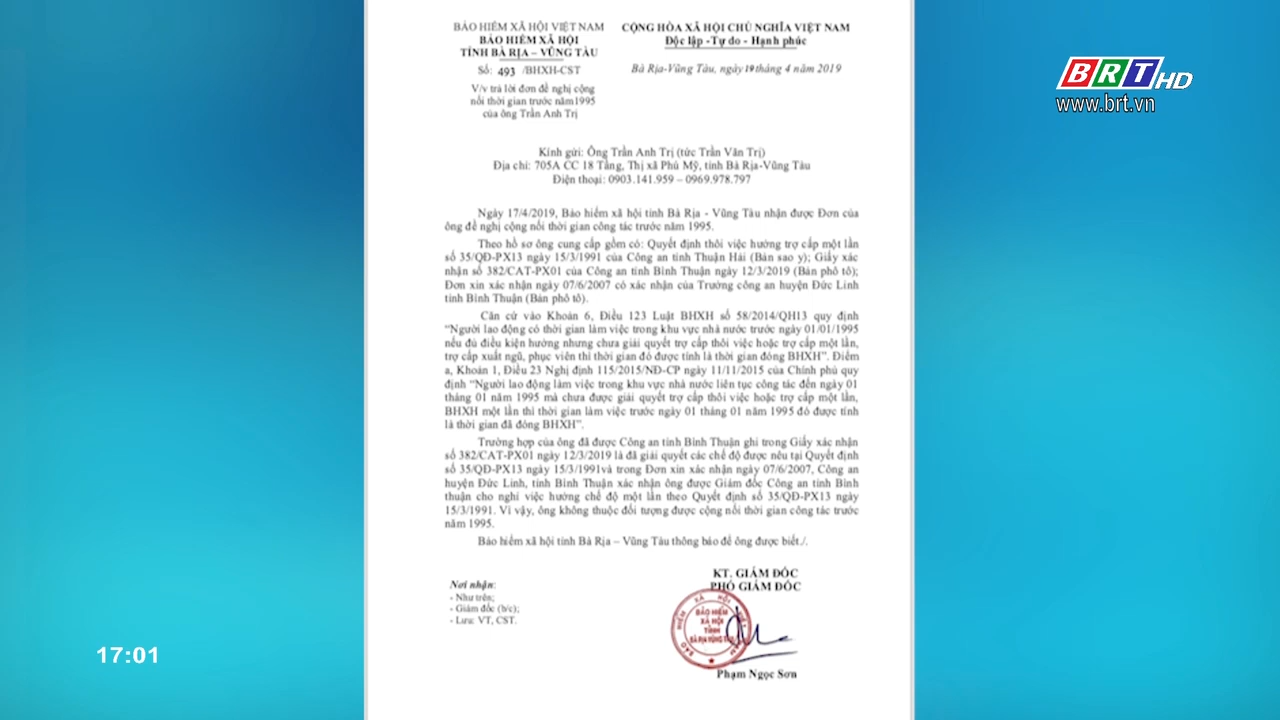 BẢO HIỂM XÃ HỘI VIỆT NAM
BẢO HIỂM XÃ HỘI
TỈNH BÀ RỊA – VŨNG TÀU
Số: 493 /BHXH-CST
V/v trả lời đơn đề nghị cộng
nối thời gian trước năm1995
của ông Trần Anh Trị
CỘNG HÒA XÃ HỘI CHỦ NGHĨA VIỆT NAM
Độc lập -Tự do - Hạnh phúc
Bà Rịa-Vũng Tàu, ngày 19 tháng 4 năm 2019
BRT HD
www.brt.vn
Kính gửi: Ông Trần Anh Trị (tức Trần Văn Trị)
Địa chỉ: 705A CC 18 Tầng, Thị xã Phú Mỹ, tỉnh Bà Rịa-Vũng Tàu
Điện thoại: 0903.141.959 – 0969.978.797
Ngày 17/4/2019, Bảo hiểm xã hội tỉnh Bà Rịa - Vũng Tàu nhận được Đơn của
ông đề nghị cộng nối thời gian công tác trước năm 1995.
Theo hồ sơ ông cung cấp gồm có: Quyết định thôi việc hưởng trợ cấp một lần
số 35/QĐ-PX13 ngày 15/3/1991 của Công an tỉnh Thuận Hải (Bản sao y); Giấy xác
nhận số 382/CAT-PX01 của Công an tỉnh Bình Thuận ngày 12/3/2019 (Bản phô tô);
Đơn xin xác nhận ngày 07/6/2007 có xác nhận của Trưởng công an huyện Đức Linh
tỉnh Bình Thuận (Bản phô tô).
Căn cứ vào Khoản 6, Điều 123 Luật BHXH số 58/2014/QH13 quy định
“Người lao động có thời gian làm việc trong khu vực nhà nước trước ngày 01/01/1995
nếu đủ điều kiện hưởng nhưng chưa giải quyết trợ cấp thôi việc hoặc trợ cấp một lần,
trợ cấp xuất ngũ, phục viên thì thời gian đó được tính là thời gian đóng BHXH”. Điểm
a, Khoản 1, Điều 23 Nghị định 115/2015/NĐ-CP ngày 11/11/2015 của Chính phủ quy
định “Người lao động làm việc trong khu vực nhà nước liên tục công tác đến ngày 01
tháng 01 năm 1995 mà chưa được giải quyết trợ cấp thôi việc hoặc trợ cấp một lần,
BHXH một lần thì thời gian làm việc trước ngày 01 tháng 01 năm 1995 đó được tính
là thời gian đã đóng BHXH”.
Trường hợp của ông đã được Công an tỉnh Bình Thuận ghi trong Giấy xác nhận
số 382/CAT-PX01 ngày 12/3/2019 là đã giải quyết các chế độ được nêu tại Quyết định
số 35/QĐ-PX13 ngày 15/3/1991và trong Đơn xin xác nhận ngày 07/6/2007, Công an
huyện Đức Linh, tỉnh Bình Thuận xác nhận ông được Giám đốc Công an tỉnh Bình
thuận cho nghỉ việc hưởng chế độ một lần theo Quyết định số 35/QĐ-PX13 ngày
15/3/1991. Vì vậy, ông không thuộc đối tượng được cộng nối thời gian công tác trước
năm 1995.
Bảo hiểm xã hội tỉnh Bà Rịa – Vũng Tàu thông báo để ông được biết./.
Nơi nhận:
- Như trên;
- Giám đốc (b/c);
- Lưu: VT, CST.
KT. GIÁM ĐỐC
PHÓ GIÁM ĐỐC
BẢO HIỂM
XÃ HỘI
TỈNH
BÀ RỊA VŨNG TÀU
Phạm Ngọc Sơn
17:01